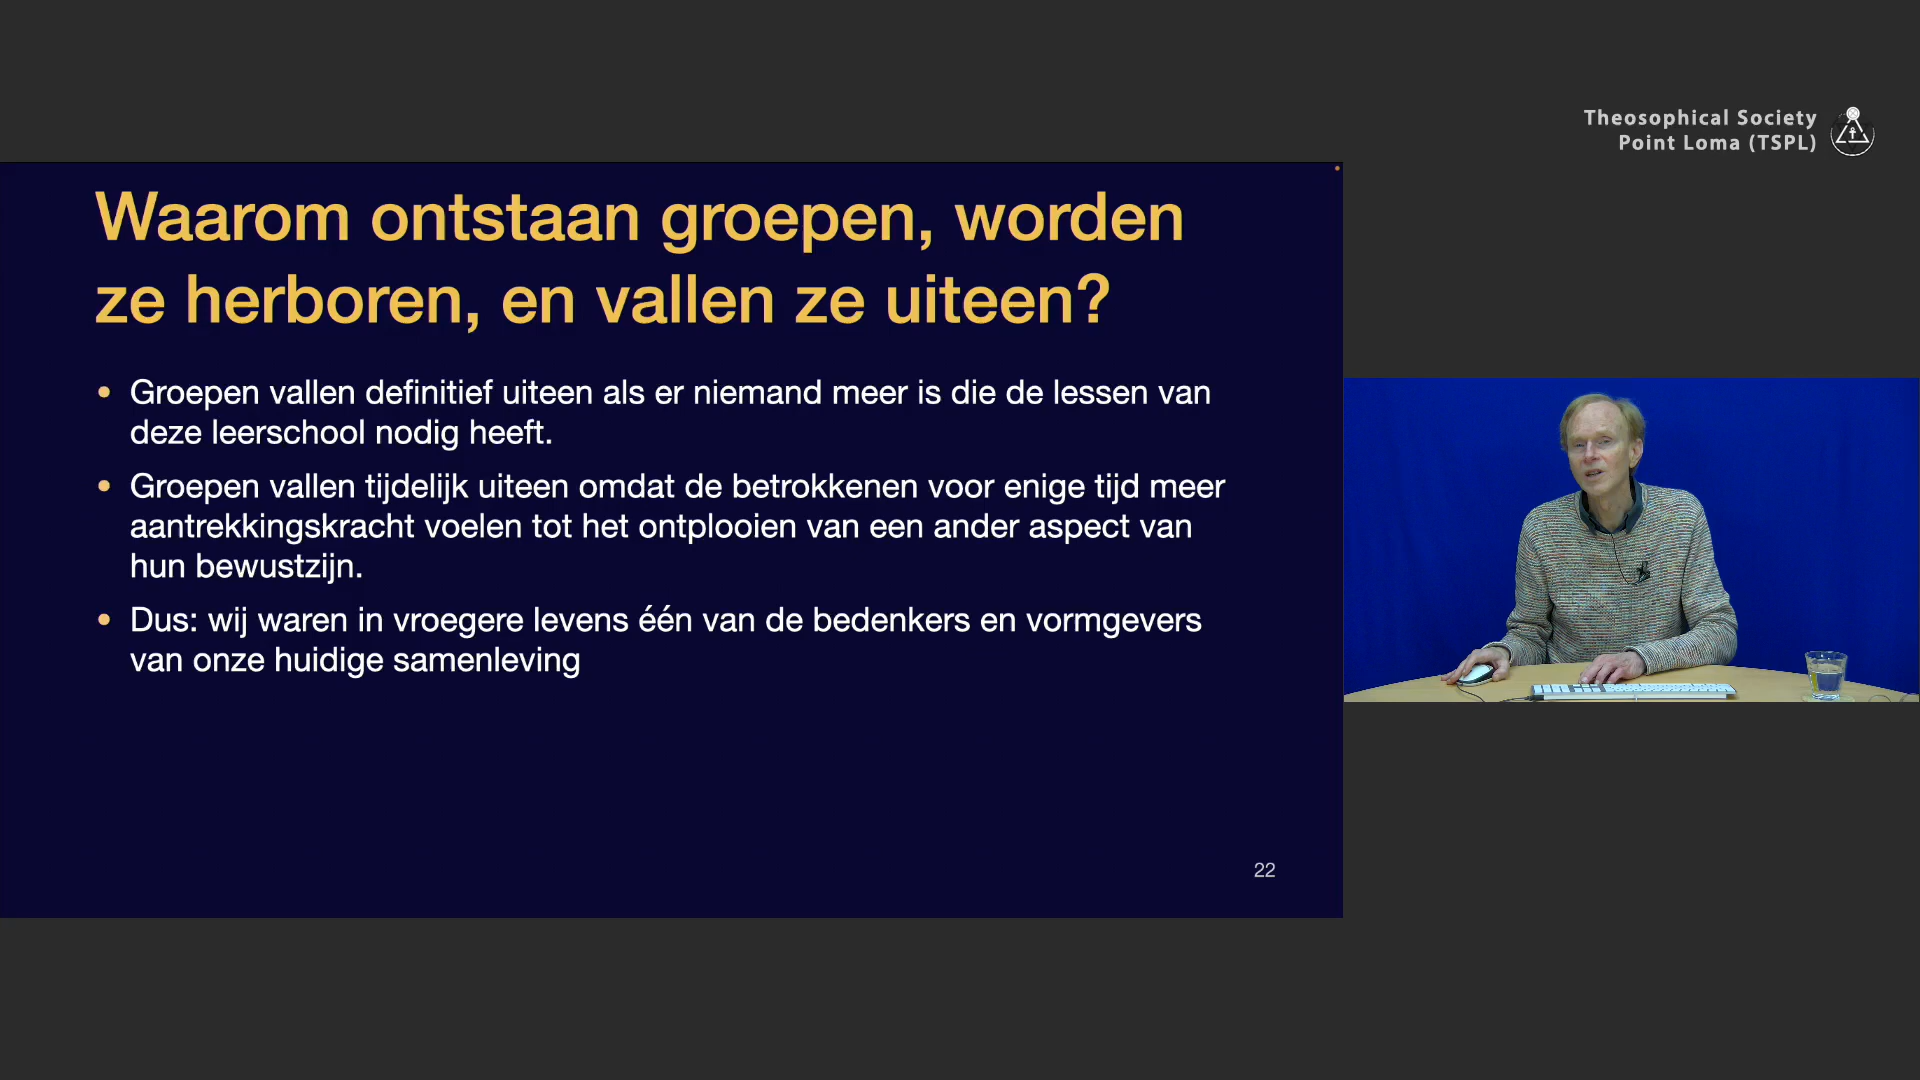 Theosophical Society
Point Loma (TSPL)
Waarom ontstaan groepen, worden
ze herboren, en vallen ze uiteen?
• Groepen vallen definitief uiteen als er niemand meer is die de lessen van
deze leerschool nodig heeft.
• Groepen vallen tijdelijk uiteen omdat de betrokkenen voor enige tijd meer
aantrekkingskracht voelen tot het ontplooien van een ander aspect van
hun bewustzijn.
• Dus: wij waren in vroegere levens één van de bedenkers en vormgevers
van onze huidige samenleving
22